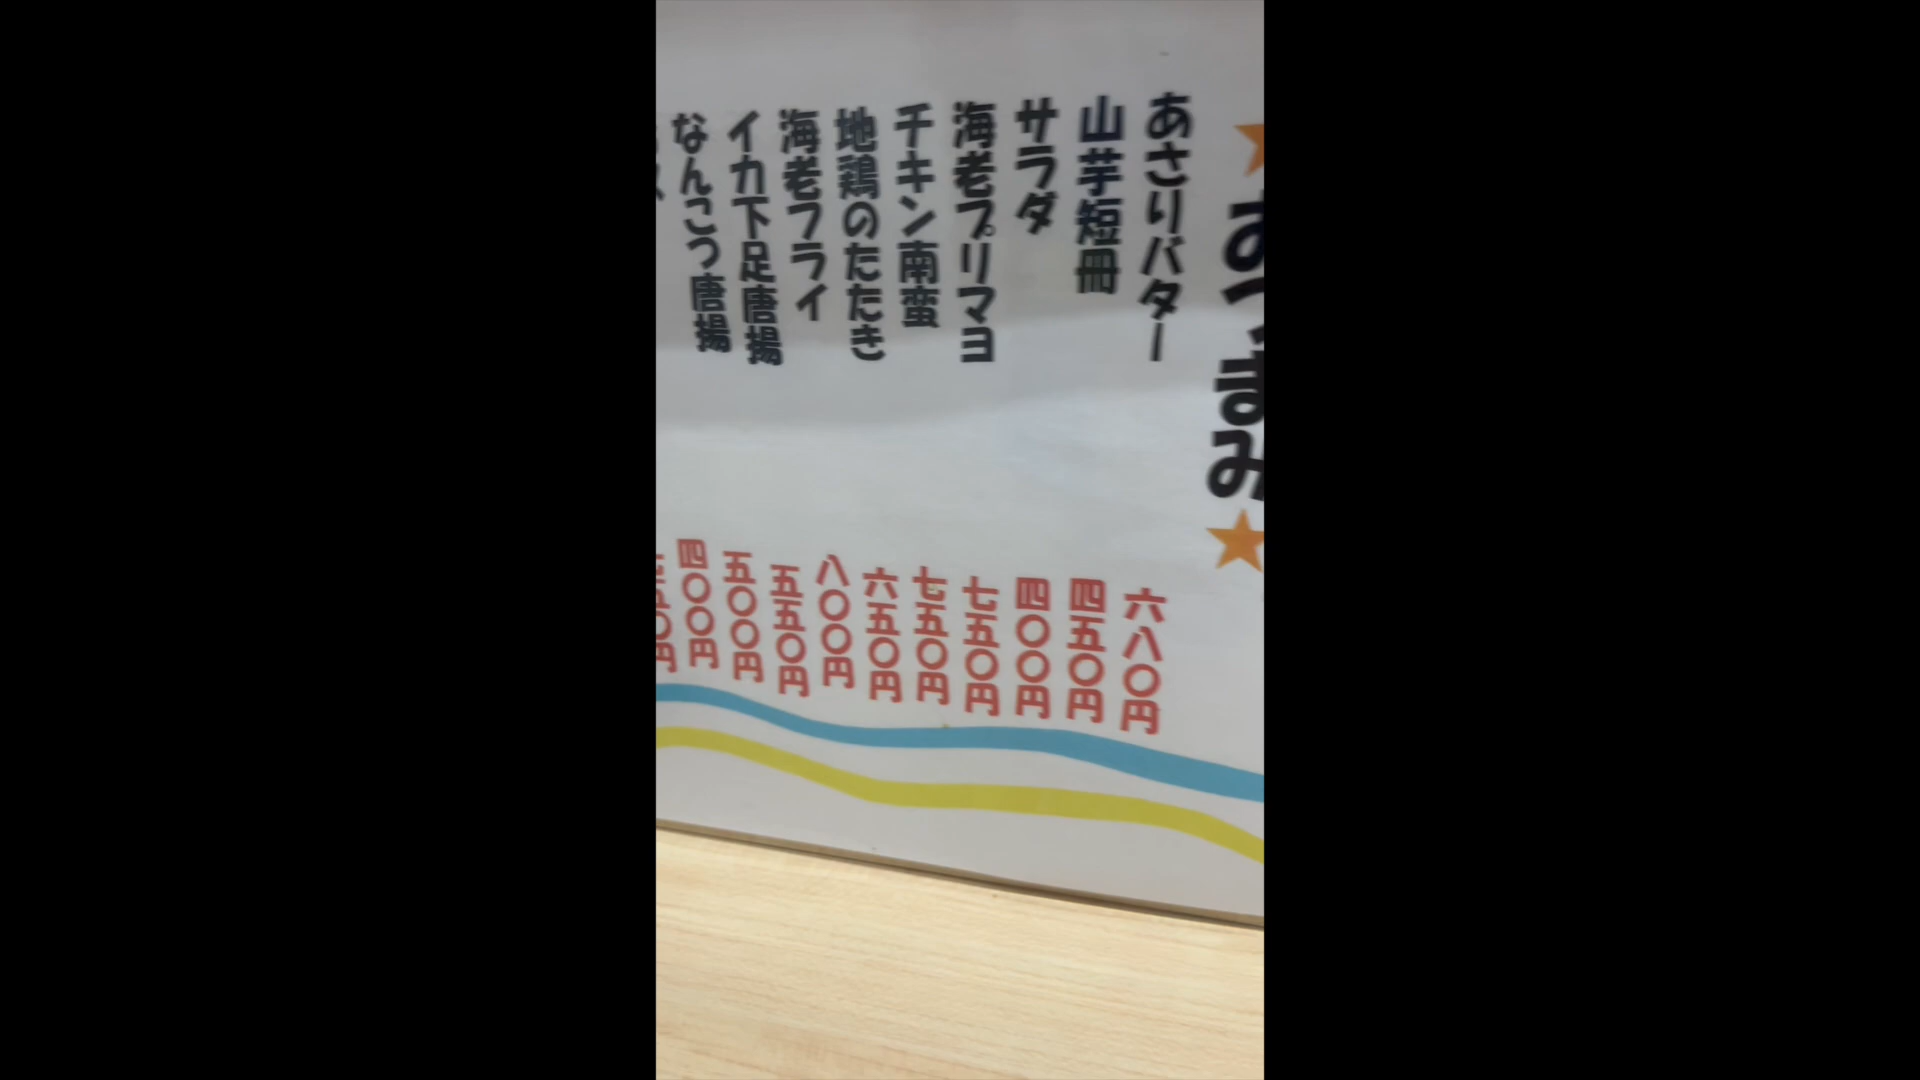 おつまみ
あさりバター 六八〇円
山芋短冊 四五〇円
サラダ 四〇〇円
海老プリマヨ 七五〇円
チキン南蛮 七五〇円
地鶏のたたき 六五〇円
海老フライ 八〇〇円
イカ下足唐揚 五五〇円
なんこつ唐揚 五〇〇円
四〇〇円